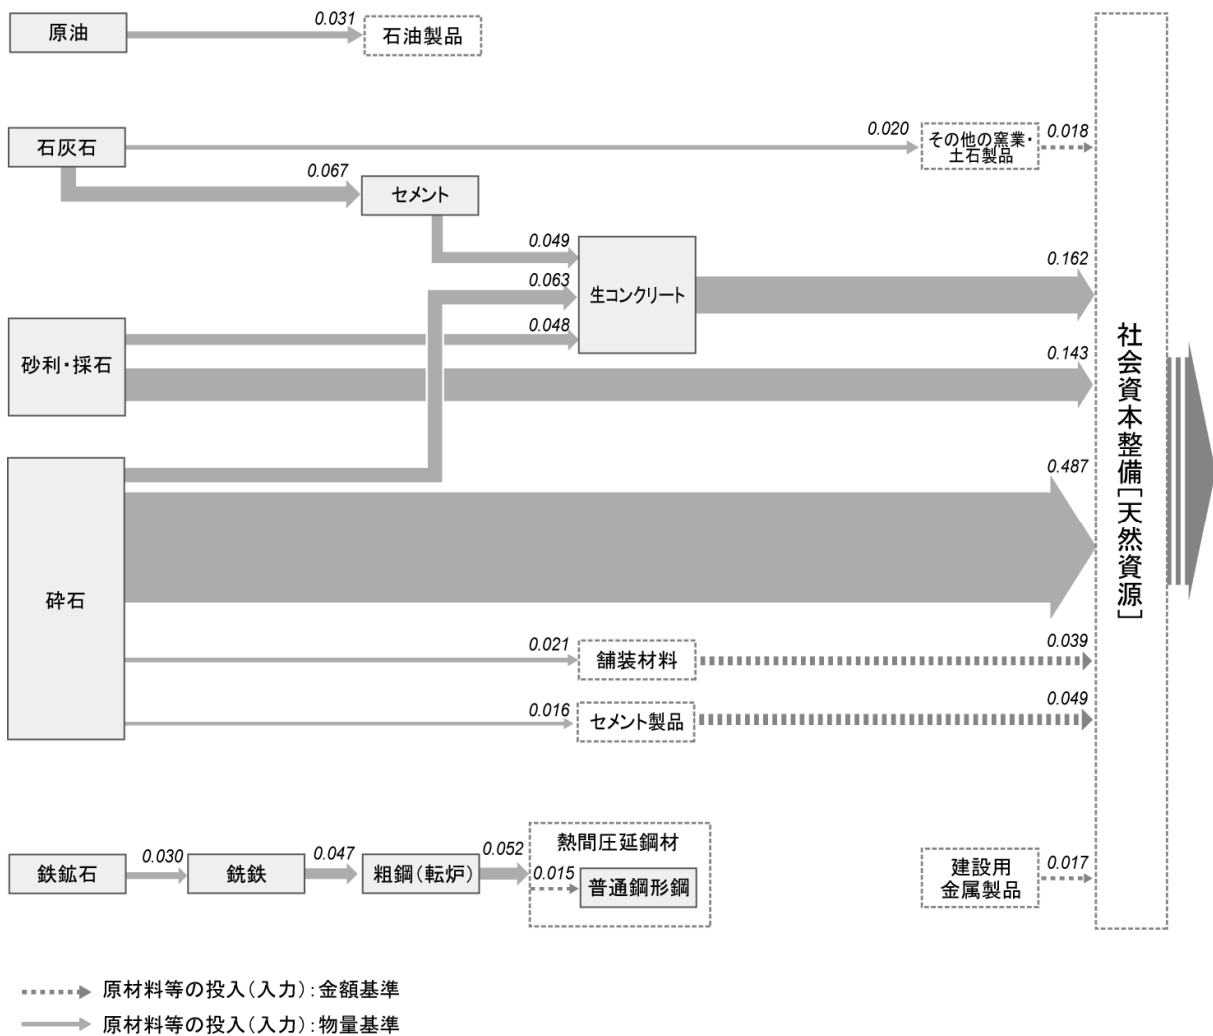 原油
0.031
石油製品
石灰石
0.020
その他の窯業・
土石製品
0.018
0.067
セメント
0.049
0.063
0.048
生コンクリート
0.162
砂利・採石
0.143
砕石
0.487
0.021
舗装材料
0.039
0.016
セメント製品
0.049
鉄鉱石
0.030
銑鉄
0.047
粗鋼(転炉)
0.052
熱間圧延鋼材
0.015
普通鋼形鋼
建設用
金属製品
0.017
社会資本整備[天然資源]
原材料等の投入(入力):金額基準
原材料等の投入(入力):物量基準